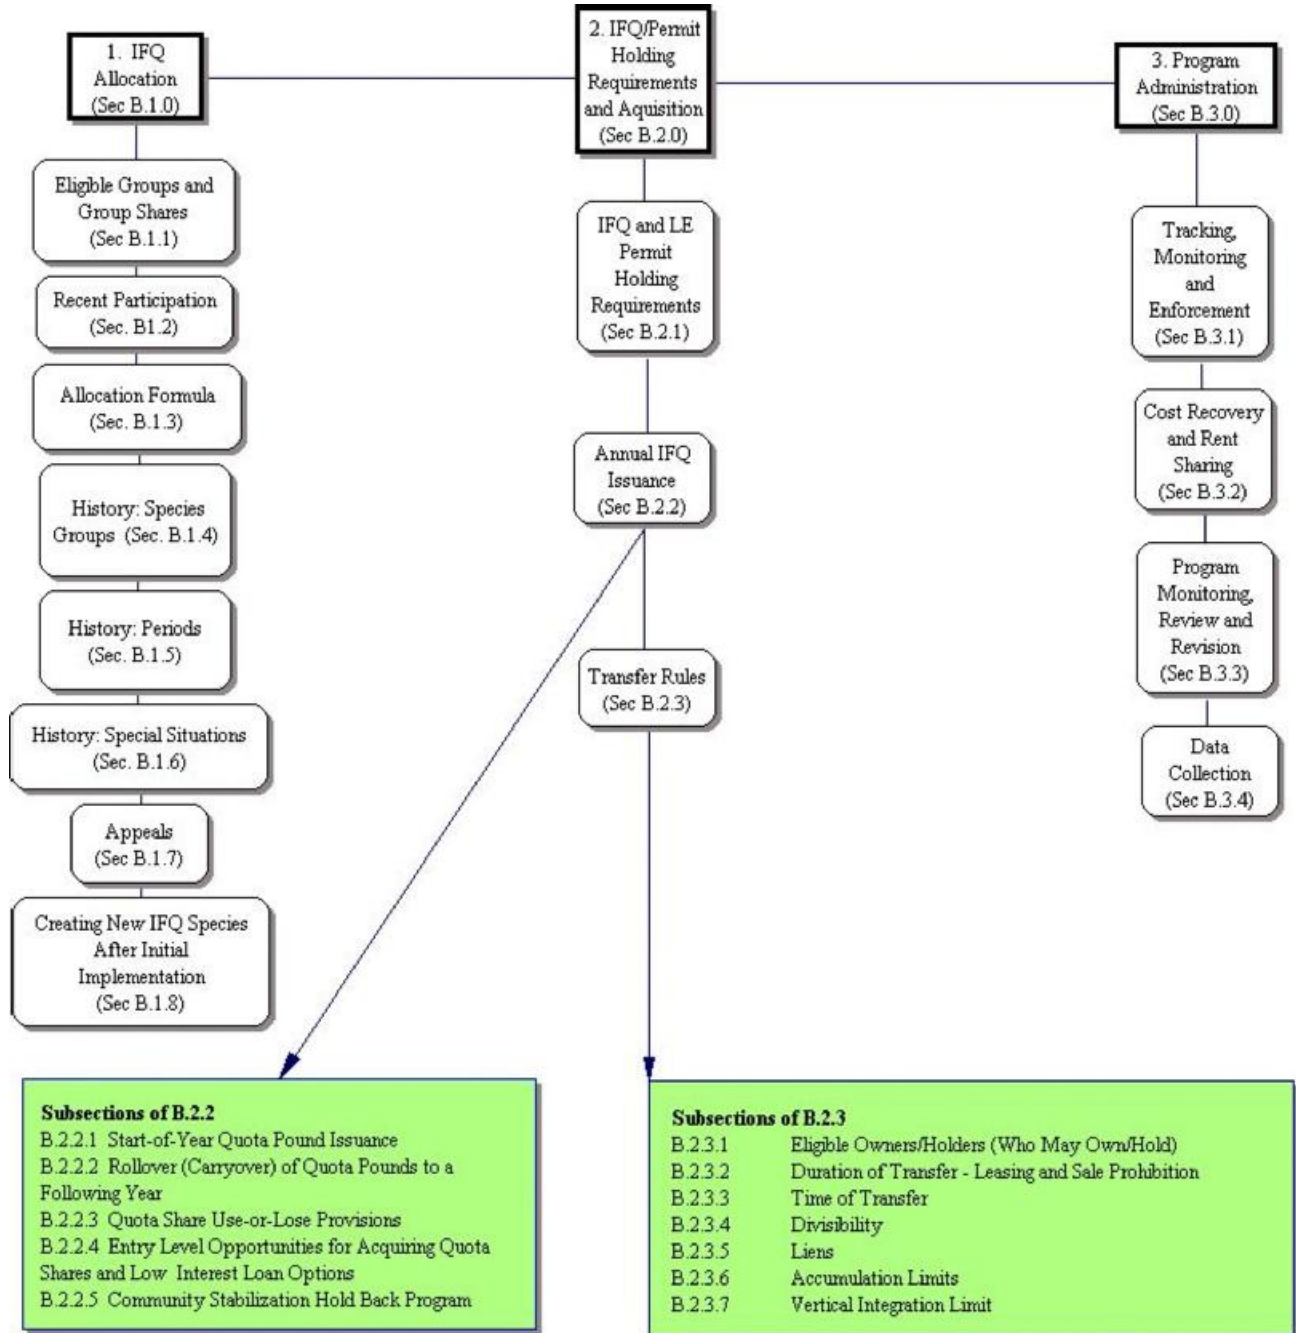 1. IFQ
Allocation
(Sec B.1.0)
Eligible Groups and
Group Shares
(Sec B.1.1)
Recent Participation
(Sec. B1.2)
Allocation Formula
(Sec. B.1.3)
History: Species
Groups (Sec. B.1.4)
History: Periods
(Sec. B.1.5)
History: Special Situations
(Sec. B.1.6)
Appeals
(Sec B.1.7)
Creating New IFQ Species
After Initial
Implementation
(Sec B.1.8)
2. IFQ/Permit
Holding
Requirements
and Aquisition
(Sec B.2.0)
IFQ and LE
Permit
Holding
Requirements
(Sec B.2.1)
Annual IFQ
Issuance
(Sec B.2.2)
Transfer Rules
(Sec B.2.3)
3. Program
Administration
(Sec B.3.0)
Tracking,
Monitoring
and
Enforcement
(Sec B.3.1)
Cost Recovery
and Rent
Sharing
(Sec B.3.2)
Program
Monitoring,
Review and
Revision
(Sec B.3.3)
Data
Collection
(Sec B.3.4)
Subsections of B.2.2
B.2.2.1 Start-of-Year Quota Pound Issuance
B.2.2.2 Rollover (Carryover) of Quota Pounds to a
Following Year
B.2.2.3 Quota Share Use-or-Lose Provisions
B.2.2.4 Entry Level Opportunities for Acquiring Quota
Shares and Low Interest Loan Options
B.2.2.5 Community Stabilization Hold Back Program
Subsections of B.2.3
B.2.3.1 Eligible Owners/Holders (Who May Own/Hold)
B.2.3.2 Duration of Transfer - Leasing and Sale Prohibition
B.2.3.3 Time of Transfer
B.2.3.4 Divisibility
B.2.3.5 Liens
B.2.3.6 Accumulation Limits
B.2.3.7 Vertical Integration Limit